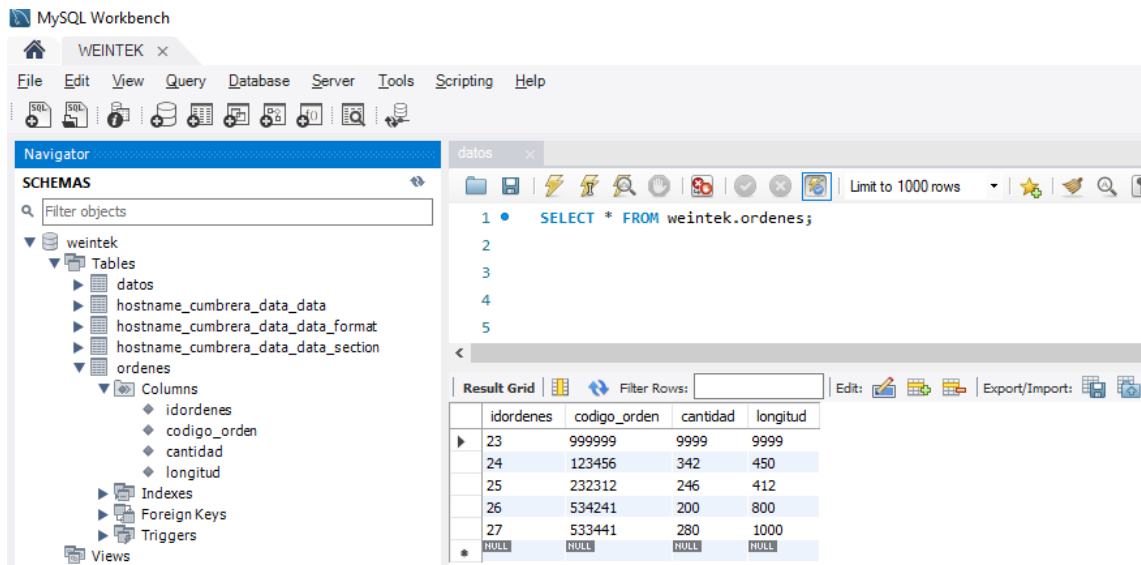 MySQL Workbench
WEINTEK
File Edit View Query Database Server Tools Scripting Help
Navigator
SCHEMAS
Filter objects
weintek
Tables
datos
hostname_cumbrera_data_data
hostname_cumbrera_data_data_format
hostname_cumbrera_data_data_section
ordenes
Columns
idordenes
codigo_orden
cantidad
longitud
Indexes
Foreign Keys
Triggers
Views
datos
Limit to 1000 rows
1 SELECT * FROM weintek.ordenes;
2
3
4
5
Result Grid Filter Rows: Edit: Export/Import:
idordenes codigo_orden cantidad longitud
23 999999 9999 9999
24 123456 342 450
25 232312 246 412
26 534241 200 800
27 533441 280 1000
NULL NULL NULL NULL